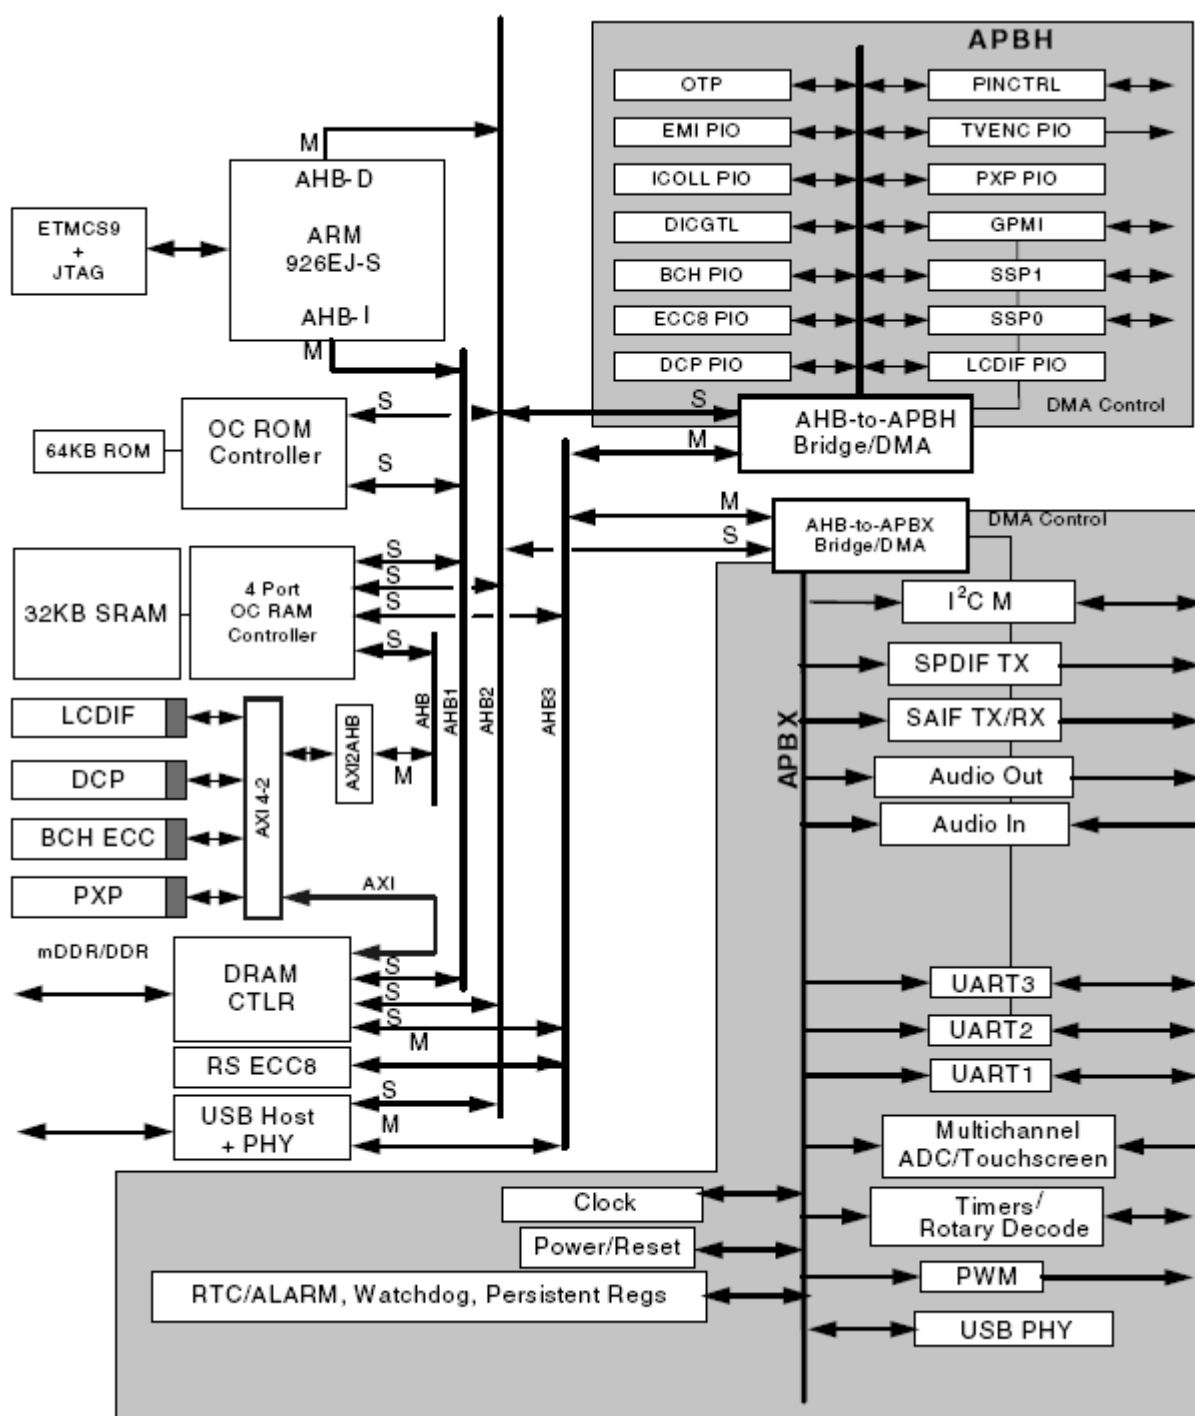 APBH
OTP
PINCTRL
EMI PIO
TVENC PIO
ICOLL PIO
PXP PIO
DICGTL
GPMI
BCH PIO
SSP1
ECC8 PIO
SSP0
DCP PIO
LCDIF PIO
DMA Control
AHB-to-APBH
Bridge/DMA
S
M
M
AHB-D
ARM
926EJ-S
AHB-I
M
ETMCS9
+
JTAG
64KB ROM
OC ROM
Controller
S
S
M
S
AHB-to-APBX
Bridge/DMA
DMA Control
32KB SRAM
4 Port
OC RAM
Controller
S
S
S
S
AHB
AHB1
AHB2
AHB3
LCDIF
DCP
BCH ECC
PXP
AXI 4-2
AXI2AHB
M
AXI
mDDR/DDR
DRAM
CTLR
S
S
S
M
RS ECC8
USB Host
+ PHY
S
M
APBX
I²C M
SPDIF TX
SAIF TX/RX
Audio Out
Audio In
UART3
UART2
UART1
Multichannel
ADC/Touchscreen
Timers/
Rotary Decode
PWM
USB PHY
Clock
Power/Reset
RTC/ALARM, Watchdog, Persistent Regs